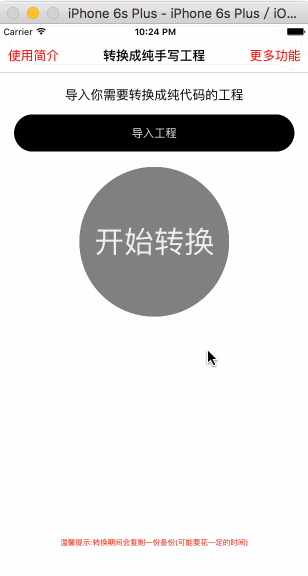 iPhone 6s Plus - iPhone 6s Plus / iO...
Carrier 10:24 PM
使用简介 转换成纯手写工程 更多功能
导入你需要转换成纯代码的工程
导入工程
开始转换
温馨提示:转换期间会复制一份备份(可能要花一定的时间)